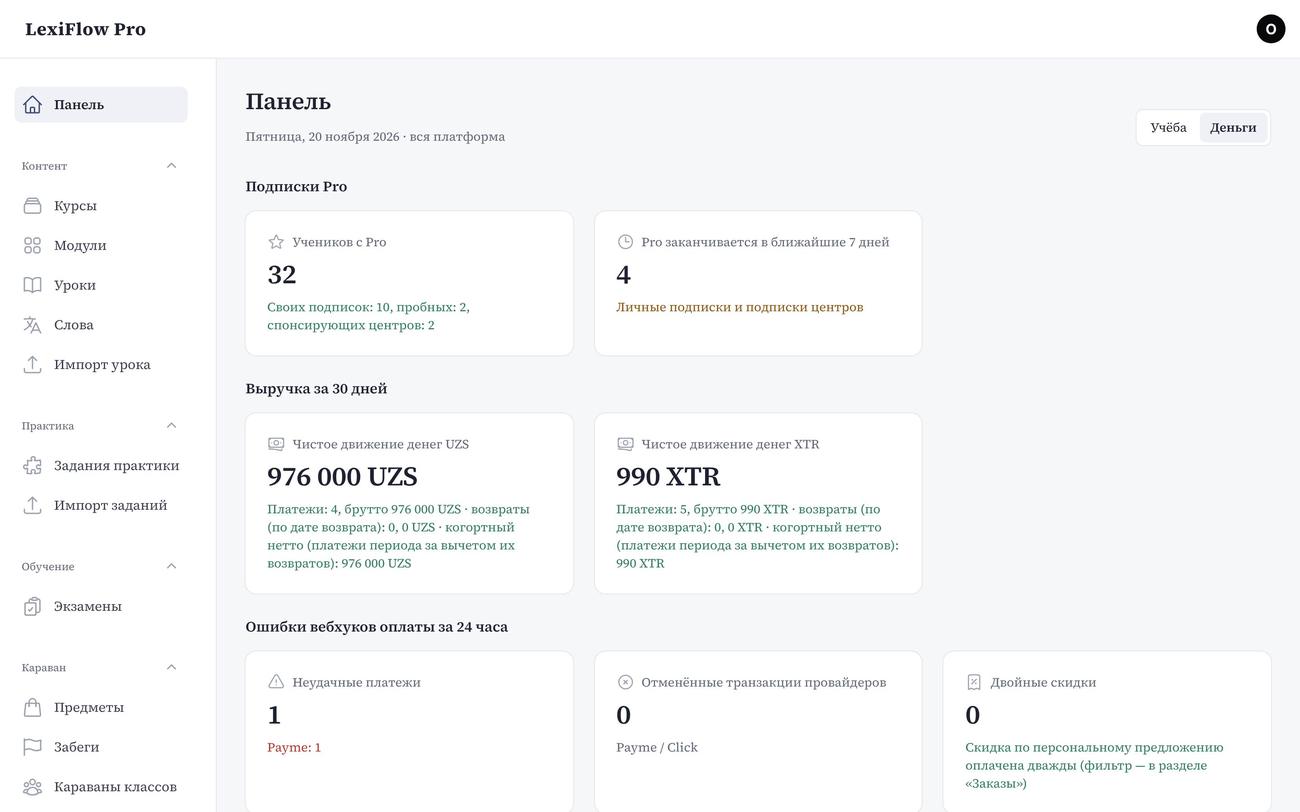 LexiFlow Pro
O
Панель
Контент
Курсы
Модули
Уроки
Слова
Импорт урока
Практика
Задания практики
Импорт заданий
Обучение
Экзамены
Караван
Предметы
Забеги
Караваны классов
Панель
Пятница, 20 ноября 2026 · вся платформа
Учёба
Деньги
Подписки Pro
Учеников с Pro
32
Своих подписок: 10, пробных: 2,
спонсирующих центров: 2
Pro заканчивается в ближайшие 7 дней
4
Личные подписки и подписки центров
Выручка за 30 дней
Чистое движение денег UZS
976 000 UZS
Платежи: 4, брутто 976 000 UZS · возвраты
(по дате возврата): 0, 0 UZS · когортный
нетто (платежи периода за вычетом их
возвратов): 976 000 UZS
Чистое движение денег XTR
990 XTR
Платежи: 5, брутто 990 XTR · возвраты (по
дате возврата): 0, 0 XTR · когортный нетто
(платежи периода за вычетом их возвратов):
990 XTR
Ошибки вебхуков оплаты за 24 часа
Неудачные платежи
1
Payme: 1
Отменённые транзакции провайдеров
0
Payme / Click
Двойные скидки
0
Скидка по персональному предложению
оплачена дважды (фильтр — в разделе
«Заказы»)